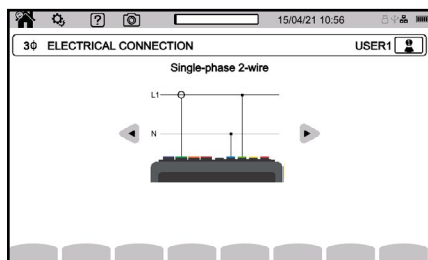 15/04/21 10:56
3ϕ ELECTRICAL CONNECTION USER1
Single-phase 2-wire
L1
N